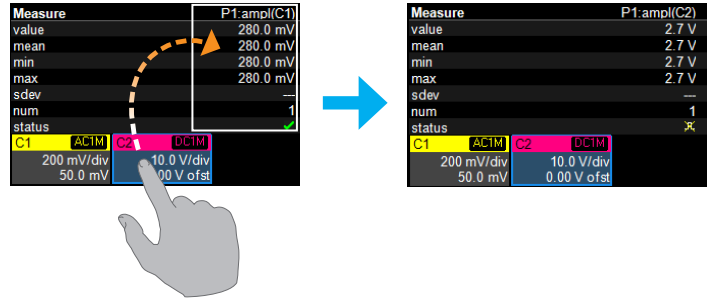 Measure P1:ampl(C1)
value 280.0 mV
mean 280.0 mV
min 280.0 mV
max 280.0 mV
sdev ---
num 1
status
C1 AC1M C2 DC1M
200 mV/div 10.0 V/div
50.0 mV .00 V ofst
Measure P1:ampl(C2)
value 2.7 V
mean 2.7 V
min 2.7 V
max 2.7 V
sdev ---
num 1
status
C1 AC1M C2 DC1M
200 mV/div 10.0 V/div
50.0 mV 0.00 V ofst